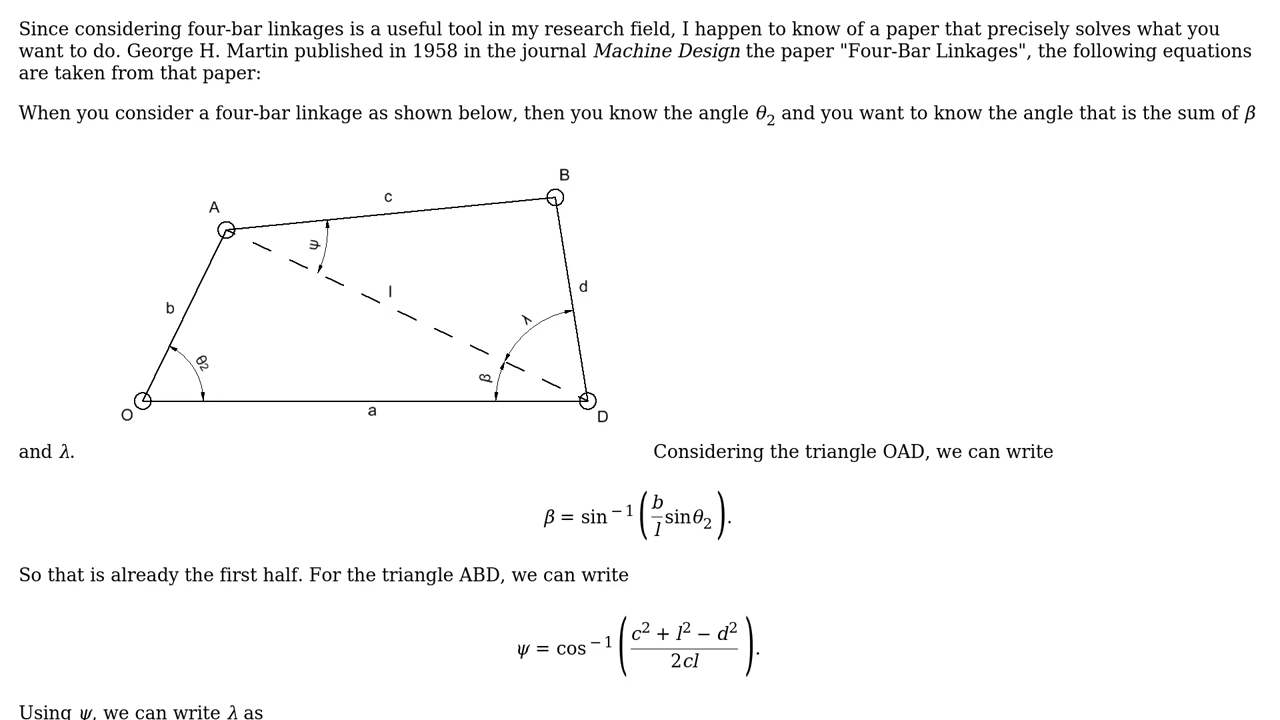 Since considering four-bar linkages is a useful tool in my research field, I happen to know of a paper that precisely solves what you
want to do. George H. Martin published in 1958 in the journal Machine Design the paper "Four-Bar Linkages", the following equations
are taken from that paper:
When you consider a four-bar linkage as shown below, then you know the angle θ₂ and you want to know the angle that is the sum of β
B
c
A
ψ
d
l
b
λ
θ2
β
O
a
D
and λ. Considering the triangle OAD, we can write
β = sin⁻¹(b/l sinθ₂).
So that is already the first half. For the triangle ABD, we can write
ψ = cos⁻¹((c² + l² − d²)/(2cl)).
Using ψ, we can write λ as